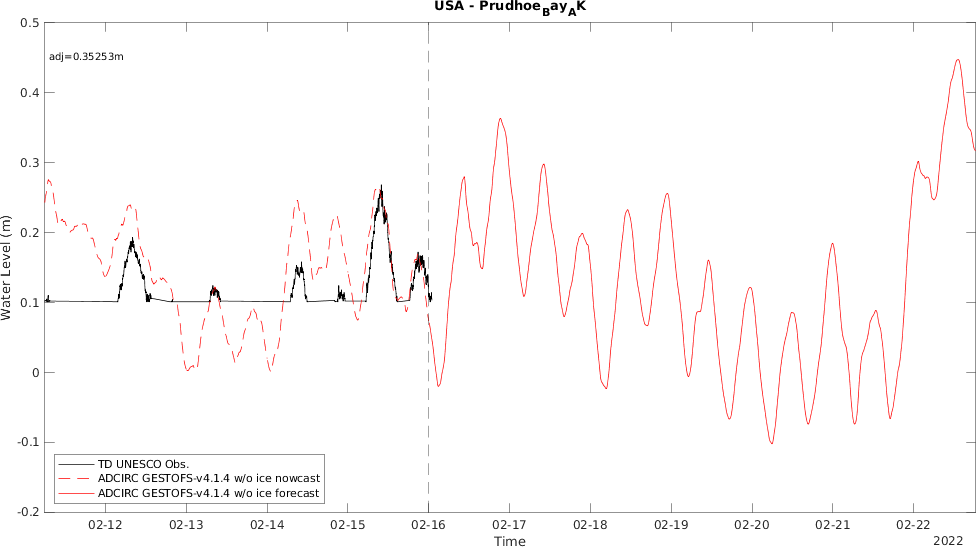 USA - Prudhoe_Bay_AK
adj=0.35253m
0.5
0.4
0.3
0.2
0.1
0
-0.1
-0.2
Water Level (m)
TD UNESCO Obs.
ADCIRC GESTOFS-v4.1.4 w/o ice nowcast
ADCIRC GESTOFS-v4.1.4 w/o ice forecast
02-12 02-13 02-14 02-15 02-16 02-17 02-18 02-19 02-20 02-21 02-22
Time
2022